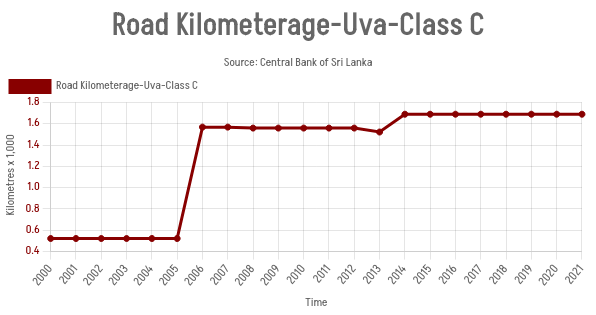 Road Kilometerage-Uva-Class C
Source: Central Bank of Sri Lanka
Road Kilometerage-Uva-Class C
Kilometres x 1,000
1.8
1.6
1.4
1.2
1.0
0.8
0.6
0.4
2000 2001 2002 2003 2004 2005 2006 2007 2008 2009 2010 2011 2012 2013 2014 2015 2016 2017 2018 2019 2020 2021
Time